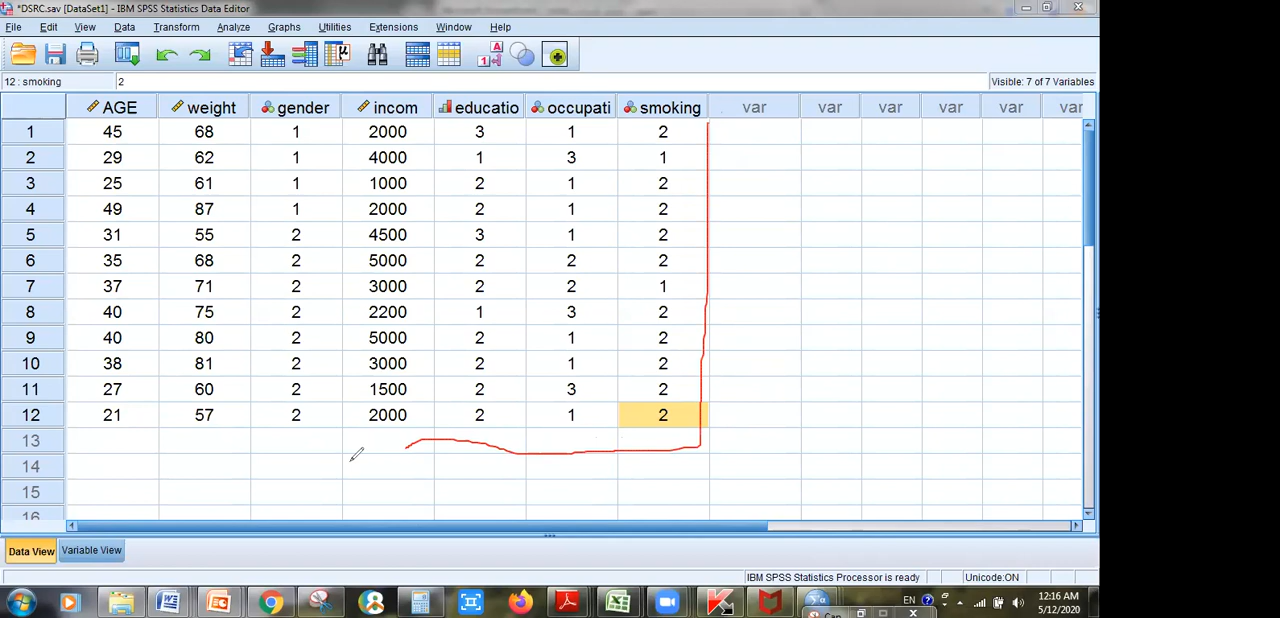 *DSRC.sav [DataSet1] - IBM SPSS Statistics Data Editor
File Edit View Data Transform Analyze Graphs Utilities Extensions Window Help
12 : smoking 2 Visible: 7 of 7 Variables
AGE weight gender incom educatio occupati smoking var var var var var var
1 45 68 1 2000 3 1 2
2 29 62 1 4000 1 3 1
3 25 61 1 1000 2 1 2
4 49 87 1 2000 2 1 2
5 31 55 2 4500 3 1 2
6 35 68 2 5000 2 2 2
7 37 71 2 3000 2 2 1
8 40 75 2 2200 1 3 2
9 40 80 2 5000 2 1 2
10 38 81 2 3000 2 1 2
11 27 60 2 1500 2 3 2
12 21 57 2 2000 2 1 2
13
14
15
16
Data View Variable View
IBM SPSS Statistics Processor is ready Unicode:ON
EN 12:16 AM
5/12/2020